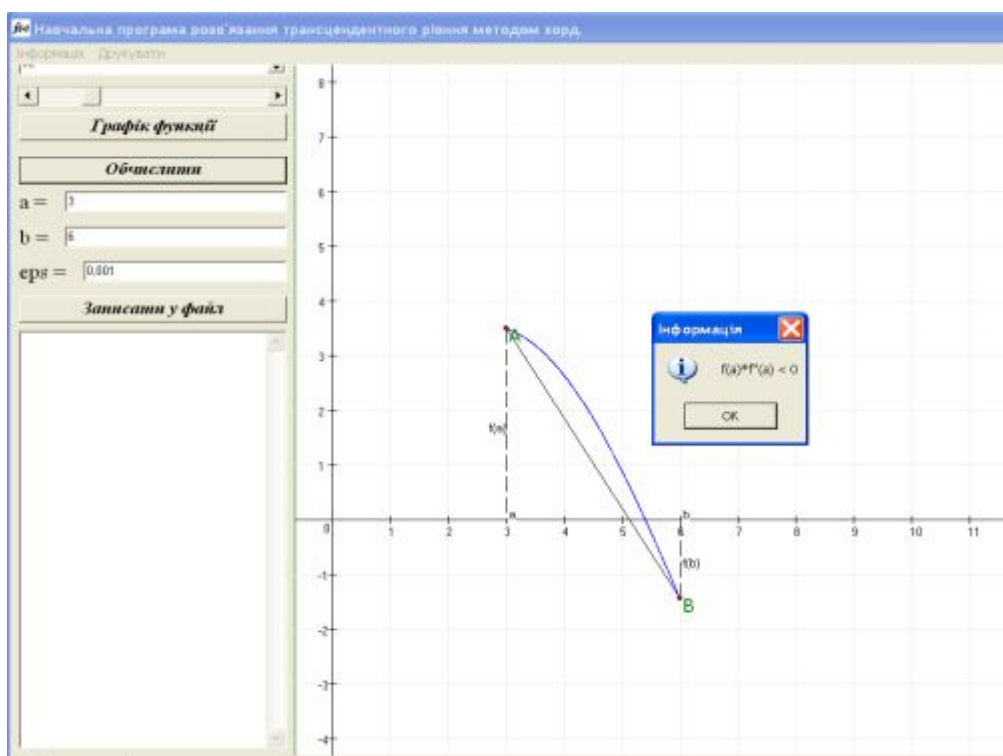 f(x) Навчальна програма розв'язання трансцендентного рівння методом хорд.
Інформація Друкувати
Графік функції
Обчислити
a = 3
b = 6
eps = 0,001
Записати у файл
8
7
6
5
4
3
2
1
0
-1
-2
-3
-4
1 2 3 4 5 6 7 8 9 10 11
A
f(a)
a
b
f(b)
B
Інформація
f(a)*f''(a) < 0
OK